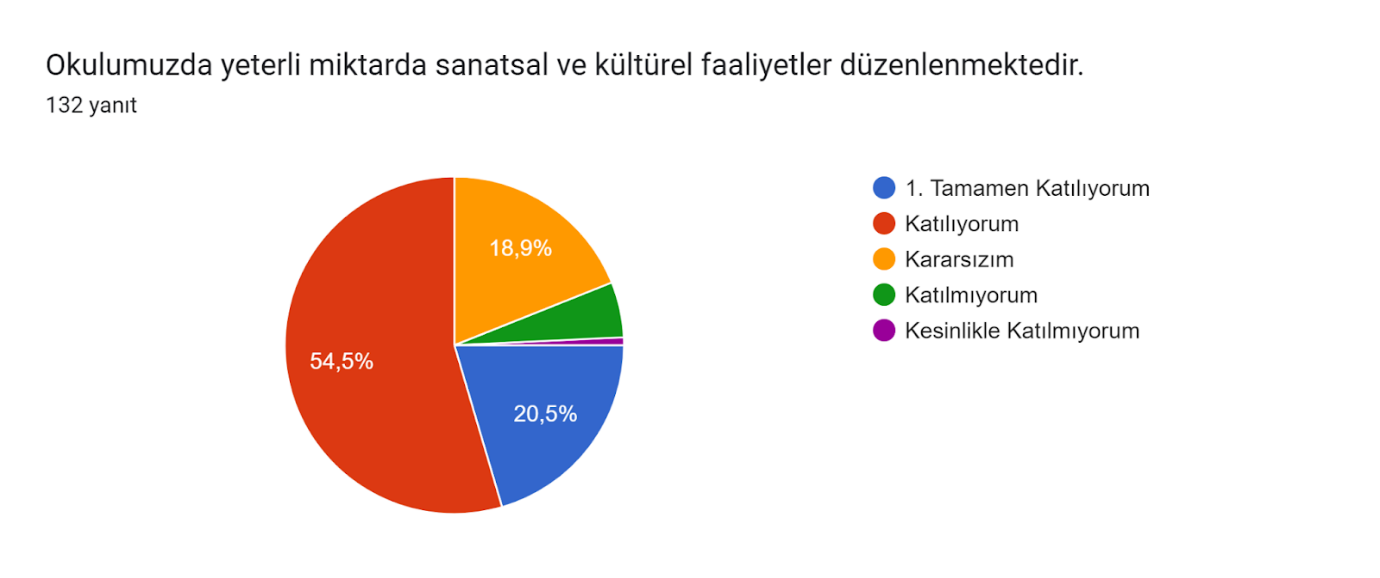 Okulumuzda yeterli miktarda sanatsal ve kültürel faaliyetler düzenlenmektedir.
132 yanıt
18,9%
54,5%
20,5%
1. Tamamen Katılıyorum
Katılıyorum
Kararsızım
Katılmıyorum
Kesinlikle Katılmıyorum